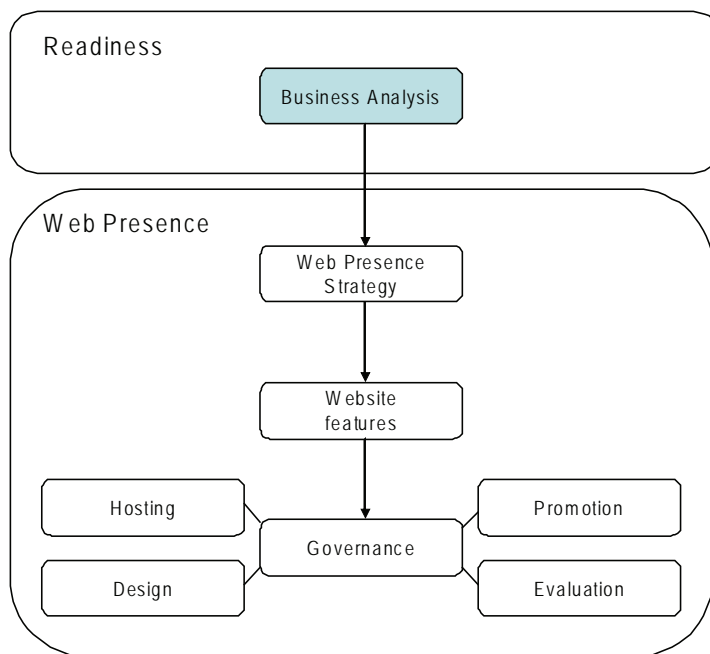 Readiness
Business Analysis
Web Presence
Web Presence
Strategy
Website
features
Hosting
Promotion
Governance
Design
Evaluation